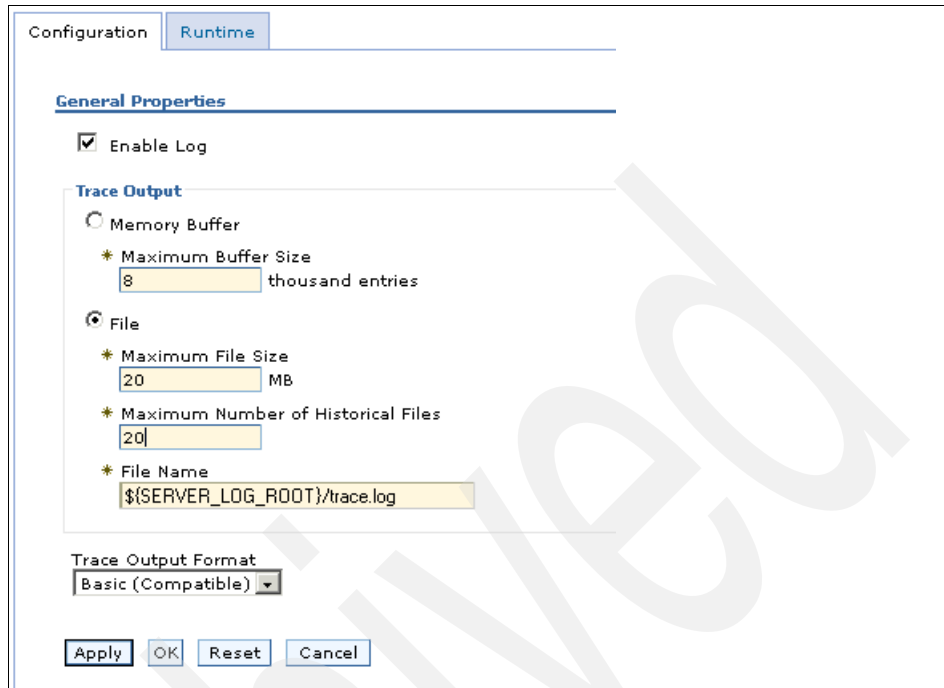 Configuration Runtime
General Properties
Enable Log
Trace Output
Memory Buffer
* Maximum Buffer Size
8 thousand entries
File
* Maximum File Size
20 MB
* Maximum Number of Historical Files
20
* File Name
${SERVER_LOG_ROOT}/trace.log
Trace Output Format
Basic (Compatible)
Apply OK Reset Cancel